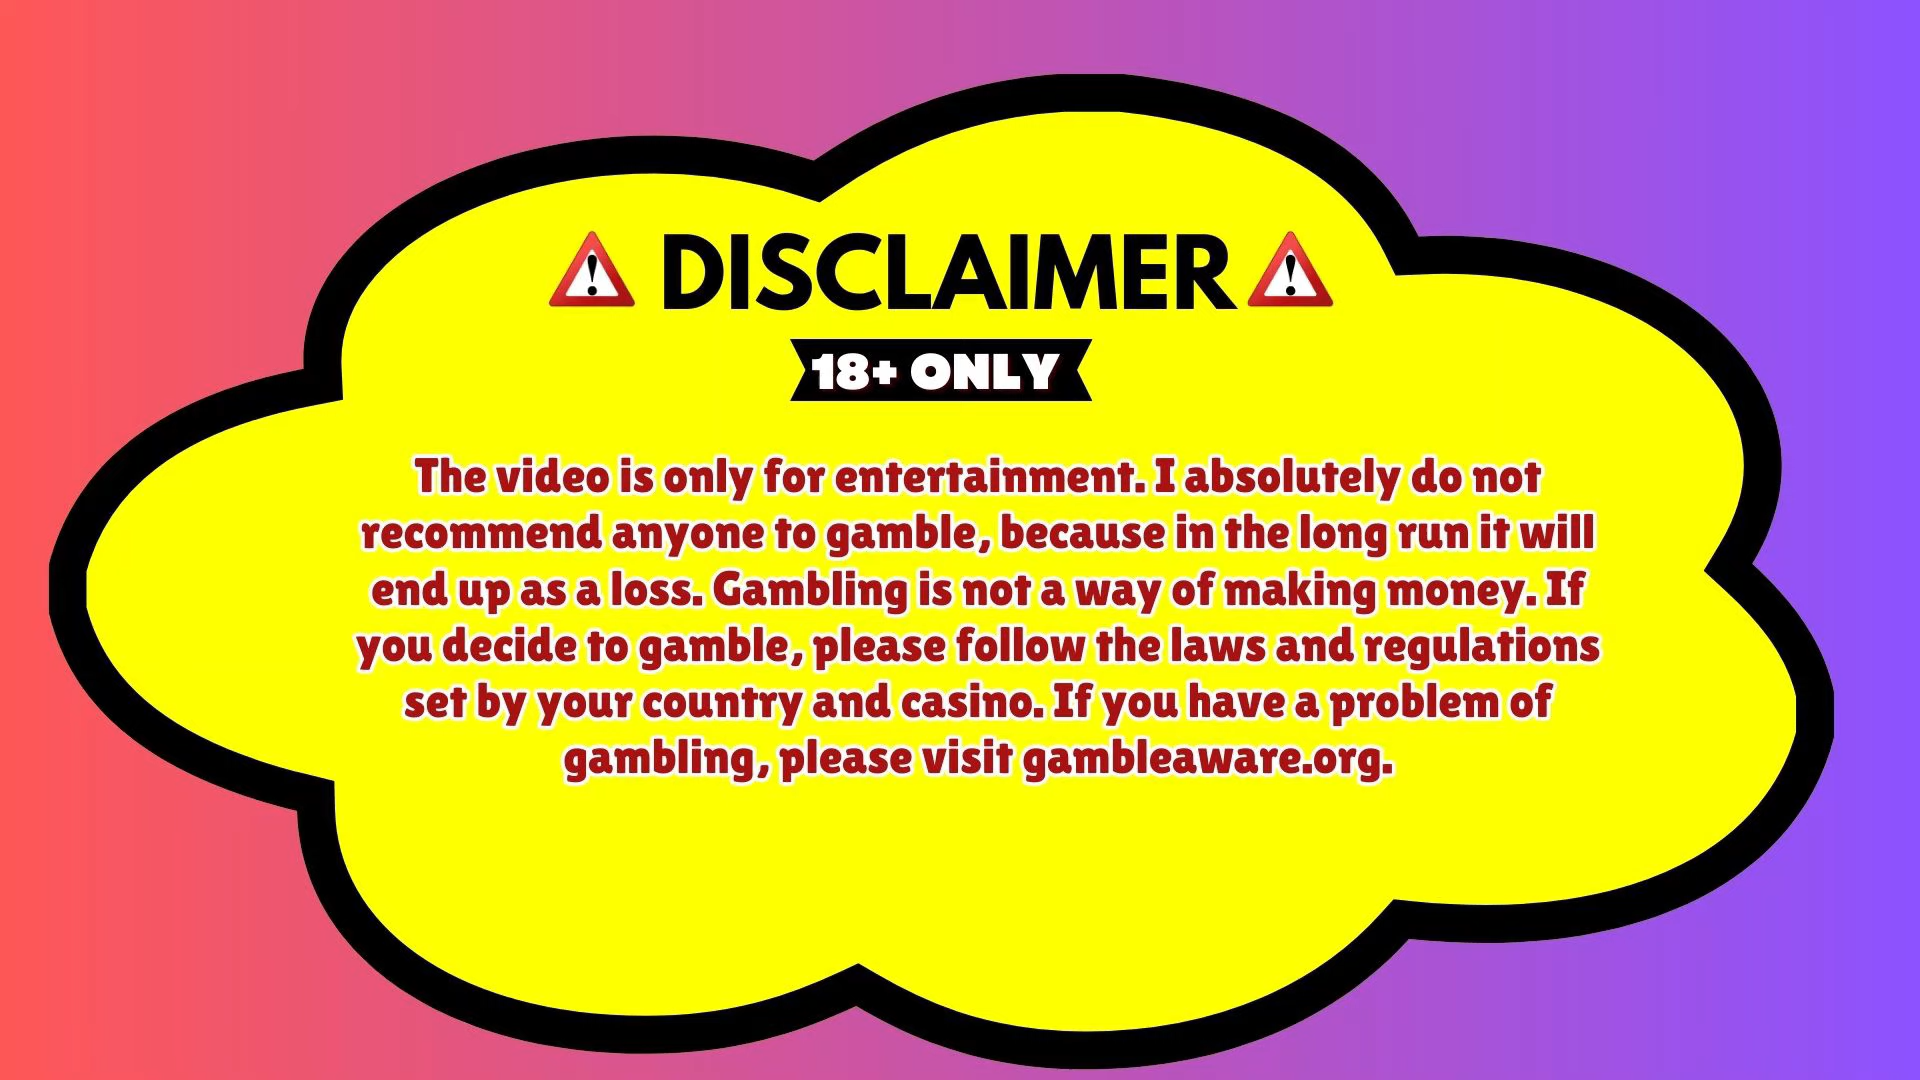 ⚠️ DISCLAIMER ⚠️
18+ ONLY
The video is only for entertainment. I absolutely do not
recommend anyone to gamble, because in the long run it will
end up as a loss. Gambling is not a way of making money. If
you decide to gamble, please follow the laws and regulations
set by your country and casino. If you have a problem of
gambling, please visit gambleaware.org.